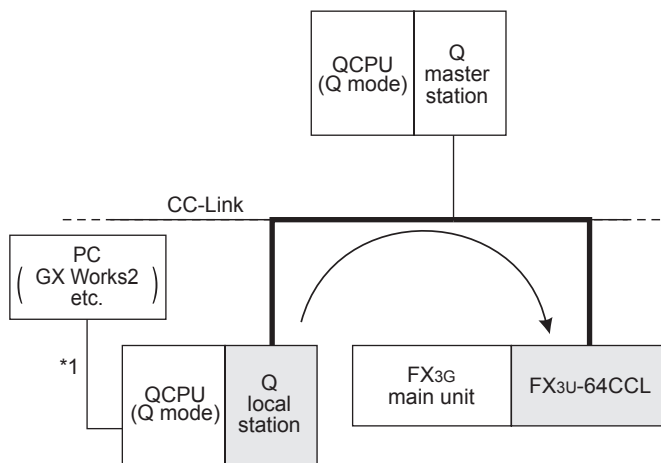 QCPU
(Q mode)
Q
master
station
CC-Link
PC
( GX Works2 )
etc.
*1
QCPU
(Q mode)
Q
local
station
FX3G
main unit
FX3U-64CCL